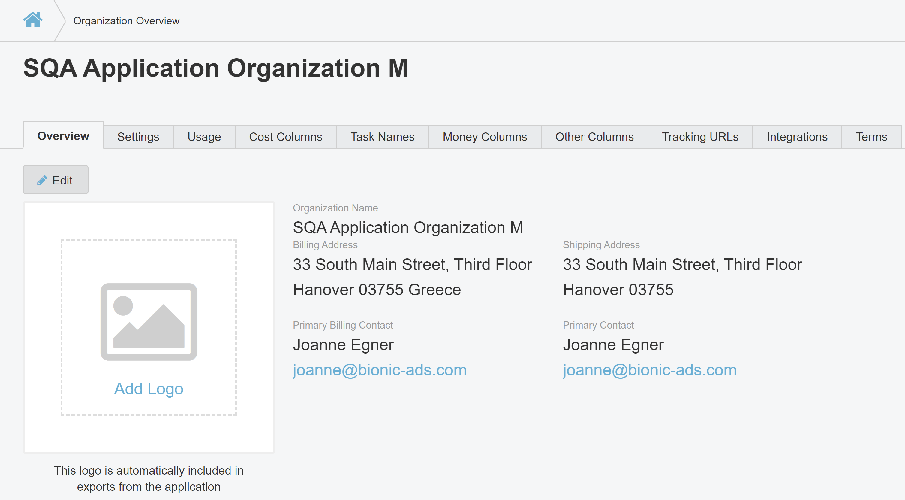 Organization Overview
SQA Application Organization M
Overview
Settings
Usage
Cost Columns
Task Names
Money Columns
Other Columns
Tracking URLs
Integrations
Terms
Edit
Add Logo
This logo is automatically included in
exports from the application
Organization Name
SQA Application Organization M
Billing Address
33 South Main Street, Third Floor
Hanover 03755 Greece
Shipping Address
33 South Main Street, Third Floor
Hanover 03755
Primary Billing Contact
Joanne Egner
joanne@bionic-ads.com
Primary Contact
Joanne Egner
joanne@bionic-ads.com